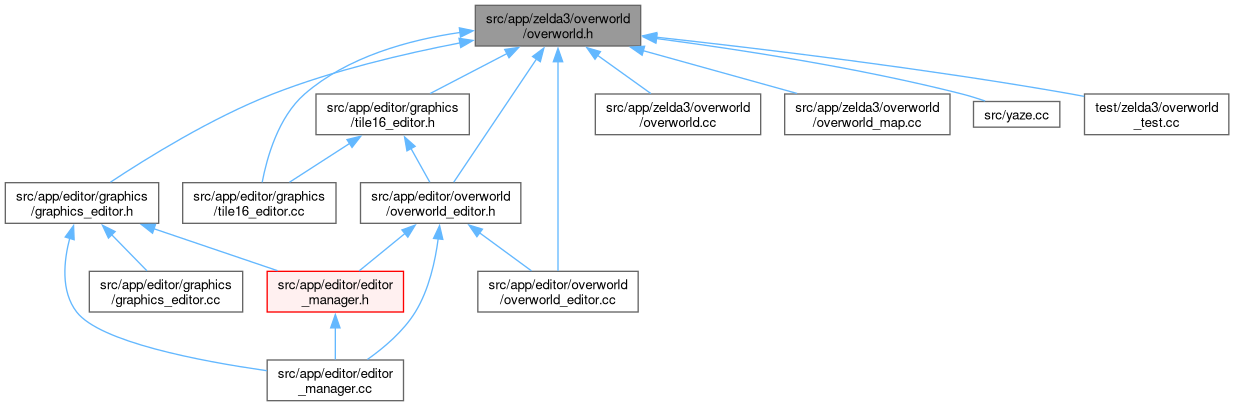 src/app/zelda3/overworld
/overworld.h
src/app/editor/graphics
/tile16_editor.h
src/app/zelda3/overworld
/overworld.cc
src/app/zelda3/overworld
/overworld_map.cc
src/yaze.cc
test/zelda3/overworld
_test.cc
src/app/editor/graphics
/graphics_editor.h
src/app/editor/graphics
/tile16_editor.cc
src/app/editor/overworld
/overworld_editor.h
src/app/editor/graphics
/graphics_editor.cc
src/app/editor/editor
_manager.h
src/app/editor/overworld
/overworld_editor.cc
src/app/editor/editor
_manager.cc